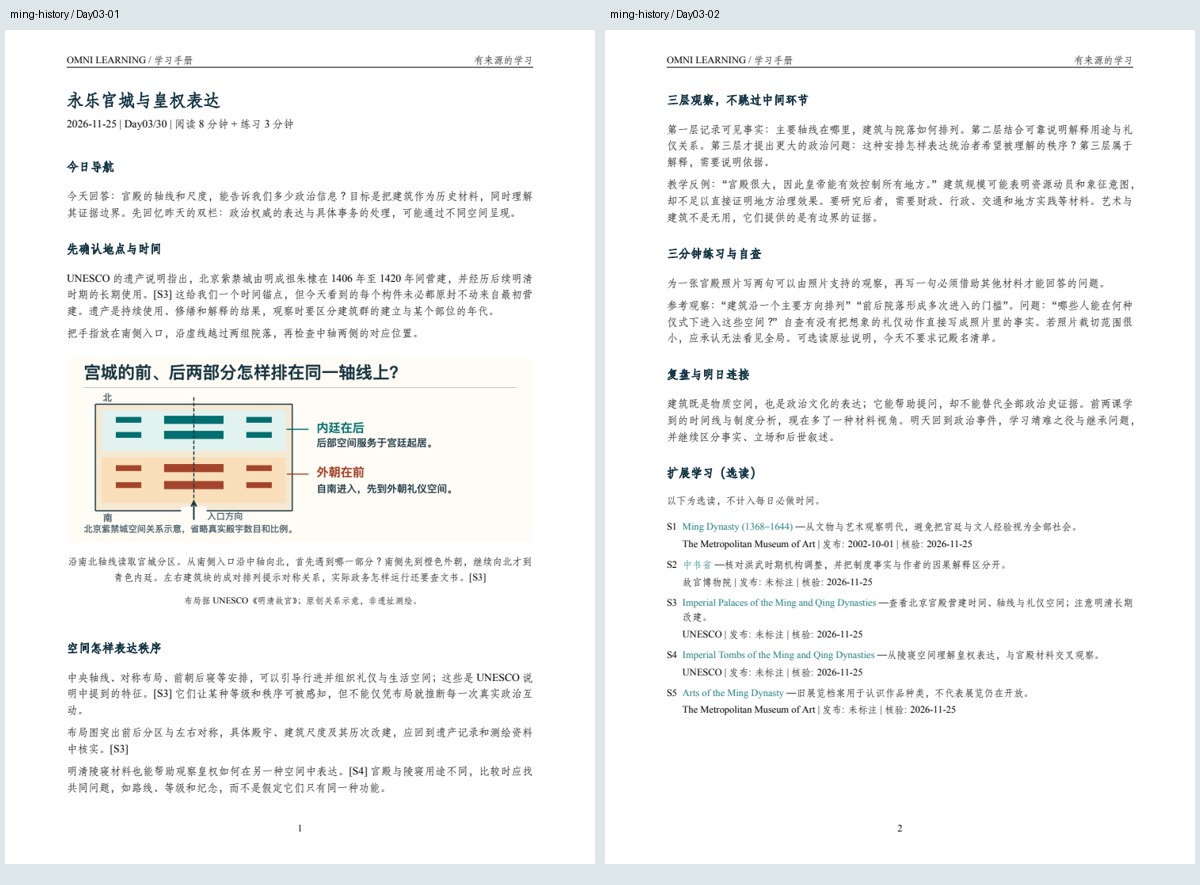 ming-history / Day03-01
OMNI LEARNING / 学习手册
有来源的学习
永乐宫城与皇权表达
2026-11-25 | Day03/30 | 阅读 8 分钟 + 练习 3 分钟
今日导航
今天回答：宫殿的轴线和尺度，能告诉我们多少政治信息？目标是把建筑作为历史材料，同时理解
其证据边界。先回忆昨天的双栏：政治权威的表达与具体事务的处理，可能通过不同空间呈现。
先确认地点与时间
UNESCO 的遗产说明指出，北京紫禁城由明成祖朱棣在 1406 年至 1420 年间营建，并经历后续明清
时期的长期使用。[S3] 这给我们一个时间锚点，但今天看到的每个构件未必都原封不动来自最初营
建。遗产是持续使用、修缮和解释的结果，观察时要区分建筑群的建立与某个部位的年代。
把手指放在南侧入口，沿虚线越过两组院落，再检查中轴两侧的对应位置。
宫城的前、后两部分怎样排在同一轴线上？
北
内廷在后
后部空间服务于宫廷起居。
外朝在前
自南进入，先到外朝礼仪空间。
南
入口方向
北京紫禁城空间关系示意，省略真实殿宇数目和比例。
沿南北轴线读取宫城分区。从南侧入口沿中轴向北，首先遇到哪一部分？南侧先到橙色外朝，继续向北才到
青色内廷。左右建筑块的成对排列提示对称关系，实际政务怎样运行还要查文书。[S3]
布局据 UNESCO《明清故宫》；原创关系示意，非遗址测绘。
空间怎样表达秩序
中央轴线、对称布局、前朝后寝等安排，可以引导行进并组织礼仪与生活空间；这些是 UNESCO 说
明中提到的特征。[S3] 它们让某种等级和秩序可被感知，但不能仅凭布局就推断每一次真实政治互
动。
布局图突出前后分区与左右对称，具体殿宇、建筑尺度及其历次改建，应回到遗产记录和测绘资料
中核实。[S3]
明清陵寝材料也能帮助观察皇权如何在另一种空间中表达。[S4] 宫殿与陵寝用途不同，比较时应找
共同问题，如路线、等级和纪念，而不是假定它们只有同一种功能。
1
ming-history / Day03-02
OMNI LEARNING / 学习手册
有来源的学习
三层观察，不跳过中间环节
第一层记录可见事实：主要轴线在哪里，建筑与院落如何排列。第二层结合可靠说明解释用途与礼
仪关系。第三层才提出更大的政治问题：这种安排怎样表达统治者希望被理解的秩序？第三层属于
解释，需要说明依据。
教学反例：“宫殿很大，因此皇帝能有效控制所有地方。”建筑规模可能表明资源动员和象征意图，
却不足以直接证明地方治理效果。要研究后者，需要财政、行政、交通和地方实践等材料。艺术与
建筑不是无用，它们提供的是有边界的证据。
三分钟练习与自查
为一张宫殿照片写两句可以由照片支持的观察，再写一句必须借助其他材料才能回答的问题。
参考观察：“建筑沿一个主要方向排列”“前后院落形成多次进入的门槛”。问题：“哪些人能在何种
仪式下进入这些空间？”自查有没有把想象的礼仪动作直接写成照片里的事实。若照片裁切范围很
小，应承认无法看见全局。可选读原址说明，今天不要求记殿名清单。
复盘与明日连接
建筑既是物质空间，也是政治文化的表达；它能帮助提问，却不能替代全部政治史证据。前两课学
到的时间线与制度分析，现在多了一种材料视角。明天回到政治事件，学习靖难之役与继承问题，
并继续区分事实、立场和后世叙述。
扩展学习（选读）
以下为选读，不计入每日必做时间。
S1 Ming Dynasty (1368–1644) —从文物与艺术观察明代，避免把宫廷与文人经验视为全部社会。
The Metropolitan Museum of Art | 发布: 2002-10-01 | 核验: 2026-11-25
S2 中书省 —核对洪武时期机构调整，并把制度事实与作者的因果解释区分开。
故宫博物院 | 发布: 未标注 | 核验: 2026-11-25
S3 Imperial Palaces of the Ming and Qing Dynasties —查看北京宫殿营建时间、轴线与礼仪空间；注意明清长期
改建。
UNESCO | 发布: 未标注 | 核验: 2026-11-25
S4 Imperial Tombs of the Ming and Qing Dynasties —从陵寝空间理解皇权表达，与宫殿材料交叉观察。
UNESCO | 发布: 未标注 | 核验: 2026-11-25
S5 Arts of the Ming Dynasty —旧展览档案用于认识作品种类，不代表展览仍在开放。
The Metropolitan Museum of Art | 发布: 未标注 | 核验: 2026-11-25
2